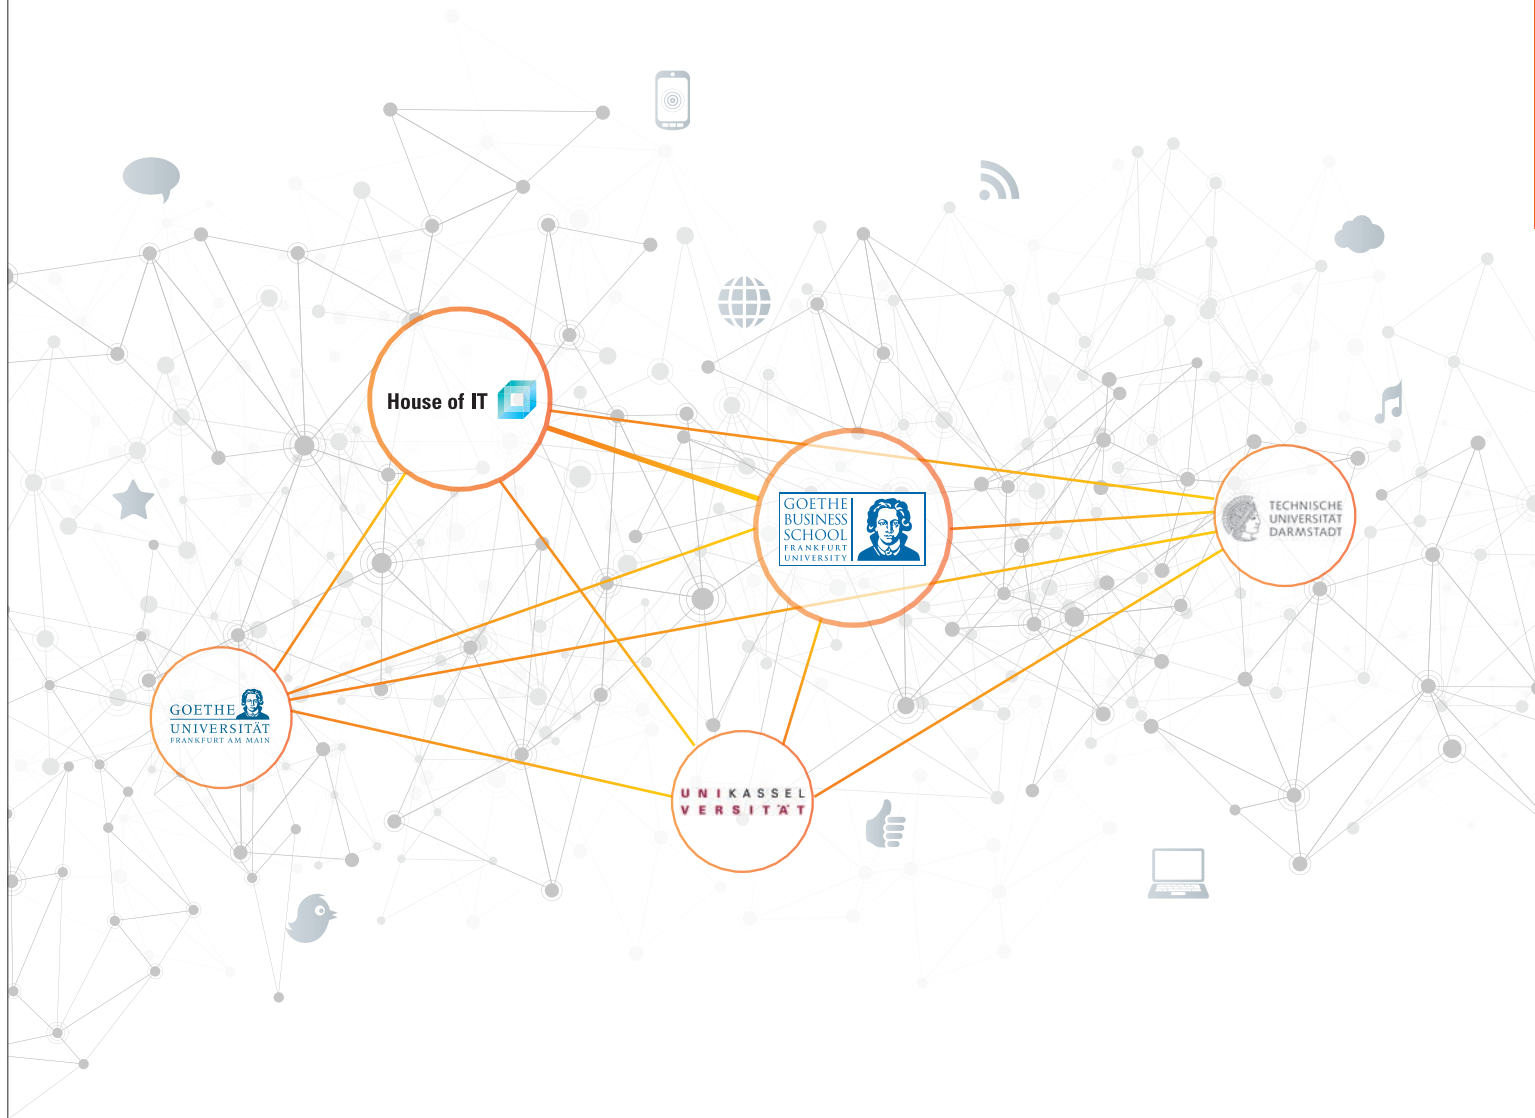 House of IT
GOETHE
BUSINESS
SCHOOL
FRANKFURT
UNIVERSITY
TECHNISCHE
UNIVERSITÄT
DARMSTADT
GOETHE
UNIVERSITÄT
FRANKFURT AM MAIN
UNIKASSEL
VERSITÄT